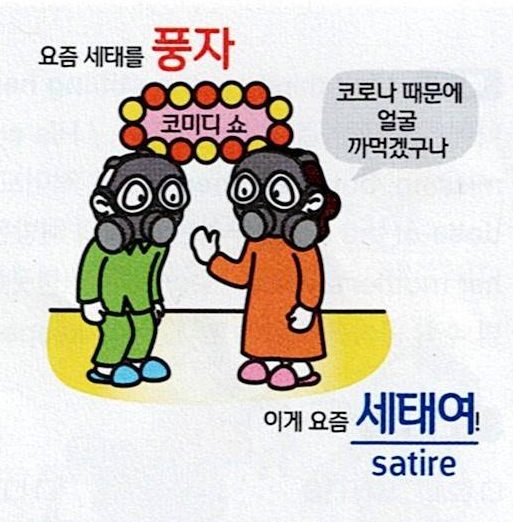 요즘 세태를 풍자
코미디 쇼
코로나 때문에
얼굴
까먹겠구나
이게 요즘 세태여!
satire